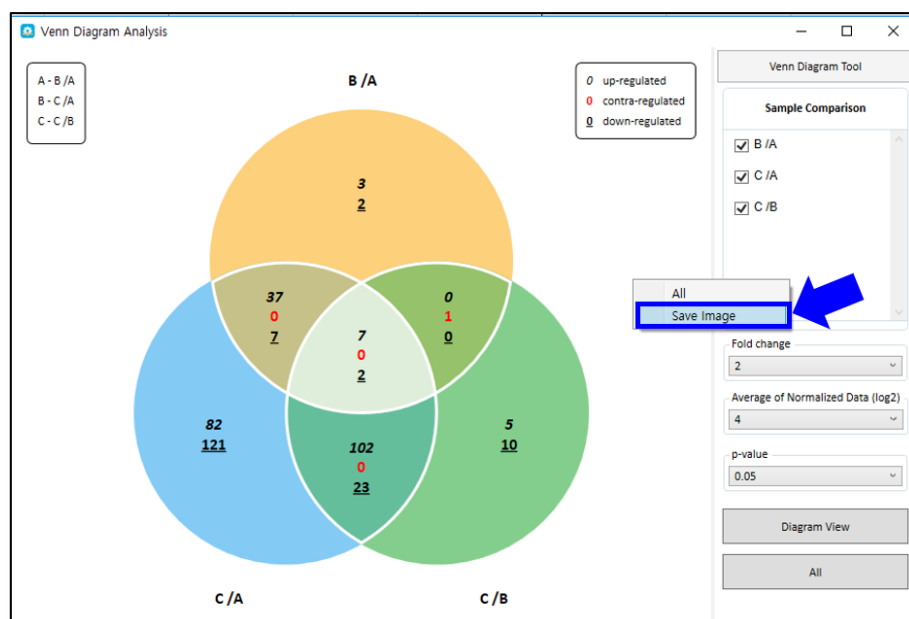 Venn Diagram Analysis
A - B /A
B - C /A
C - C /B
B /A
0 up-regulated
0 contra-regulated
0 down-regulated
3
2
37
0
7
0
1
0
7
0
2
82
121
102
0
23
5
10
C /A
C /B
Venn Diagram Tool
Sample Comparison
B /A
C /A
C /B
All
Save Image
Fold change
2
Average of Normalized Data (log2)
4
p-value
0.05
Diagram View
All